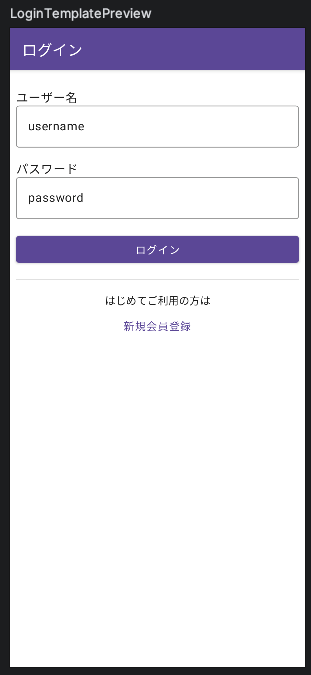 LoginTemplatePreview
ログイン
ユーザー名
username
パスワード
password
ログイン
はじめてご利用の方は
新規会員登録